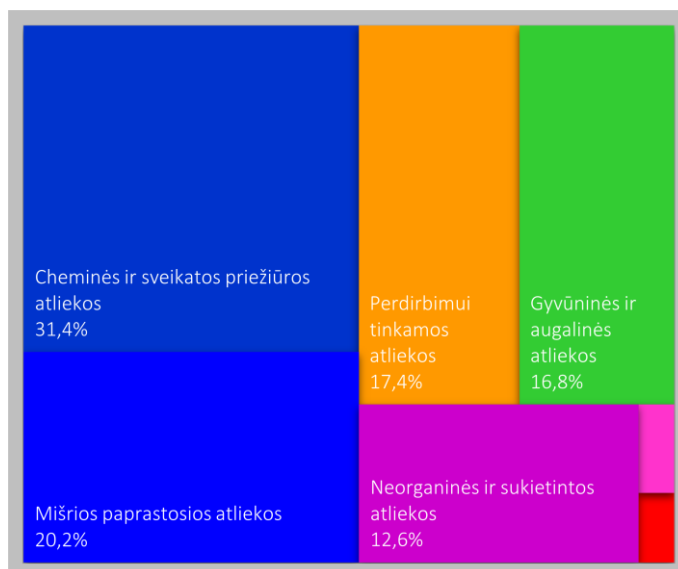 Cheminės ir sveikatos priežiūros
atliekos
31,4%
Mišrios paprastosios atliekos
20,2%
Perdirbimui
tinkamos
atliekos
17,4%
Gyvūninės ir
augalinės
atliekos
16,8%
Neorganinės ir sukietintos
atliekos
12,6%